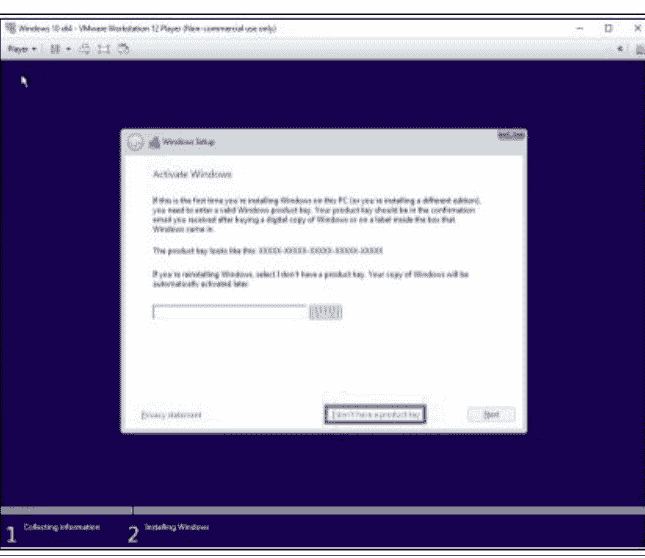 Windows 10 x64 - VMware Workstation 12 Player (Non-commercial use only)
Player
Windows Setup
Activate Windows
If this is the first time you're installing Windows on this PC (or you're installing a different edition),
you need to enter a valid Windows product key. Your product key should be in the confirmation
email you received after buying a digital copy of Windows or on a label inside the box that
Windows came in.
The product key looks like this: XXXXX-XXXXX-XXXXX-XXXXX-XXXXX
If you're reinstalling Windows, select I don't have a product key. Your copy of Windows will be
automatically activated later.
Privacy statement
I don't have a product key
Next
1 Collecting information
2 Installing Windows